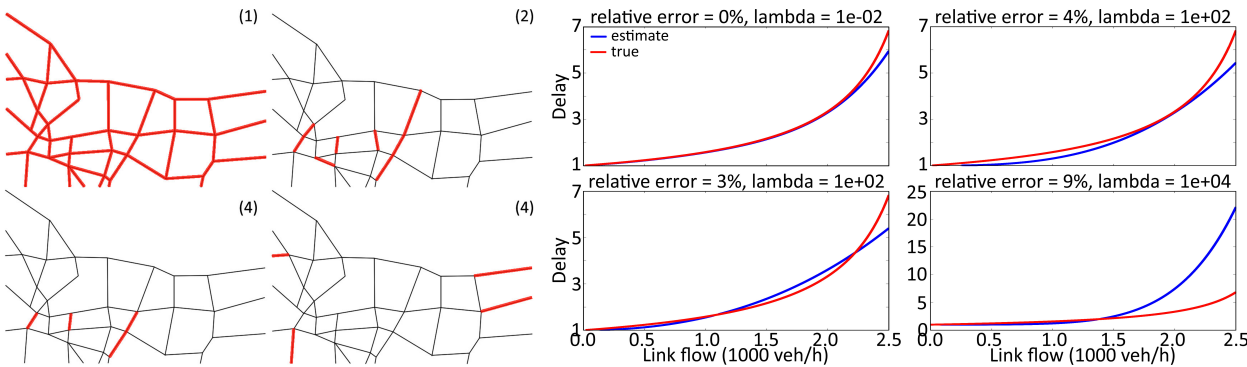 (1)
(2)
(4)
(4)
relative error = 0%, lambda = 1e-02
7
5
3
1
Delay
estimate
true
relative error = 4%, lambda = 1e+02
7
5
3
1
relative error = 3%, lambda = 1e+02
7
5
3
1
Delay
0.0 0.5 1.0 1.5 2.0 2.5
Link flow (1000 veh/h)
relative error = 9%, lambda = 1e+04
25
20
15
10
5
0
0.0 0.5 1.0 1.5 2.0 2.5
Link flow (1000 veh/h)